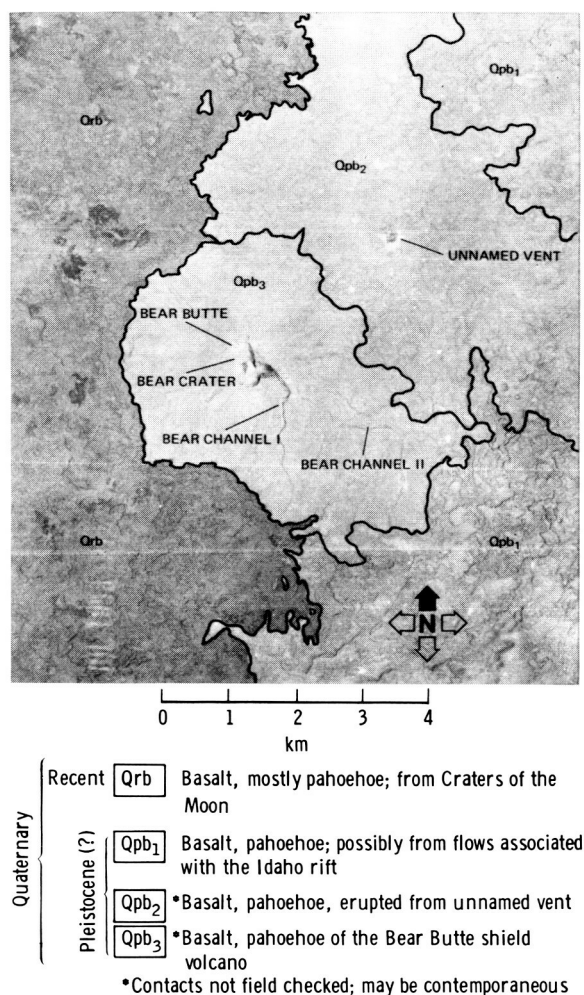 Qpb₁
Qrb
Qpb₂
UNNAMED VENT
Qpb₃
BEAR BUTTE
BEAR CRATER
BEAR CHANNEL I
BEAR CHANNEL II
Qrb
Qpb₁
N
0 1 2 3 4
km
Quaternary
Recent Qrb Basalt, mostly pahoehoe; from Craters of the
Moon
Pleistocene (?)
Qpb₁ Basalt, pahoehoe; possibly from flows associated
with the Idaho rift
Qpb₂ *Basalt, pahoehoe, erupted from unnamed vent
Qpb₃ *Basalt, pahoehoe of the Bear Butte shield
volcano
*Contacts not field checked; may be contemporaneous